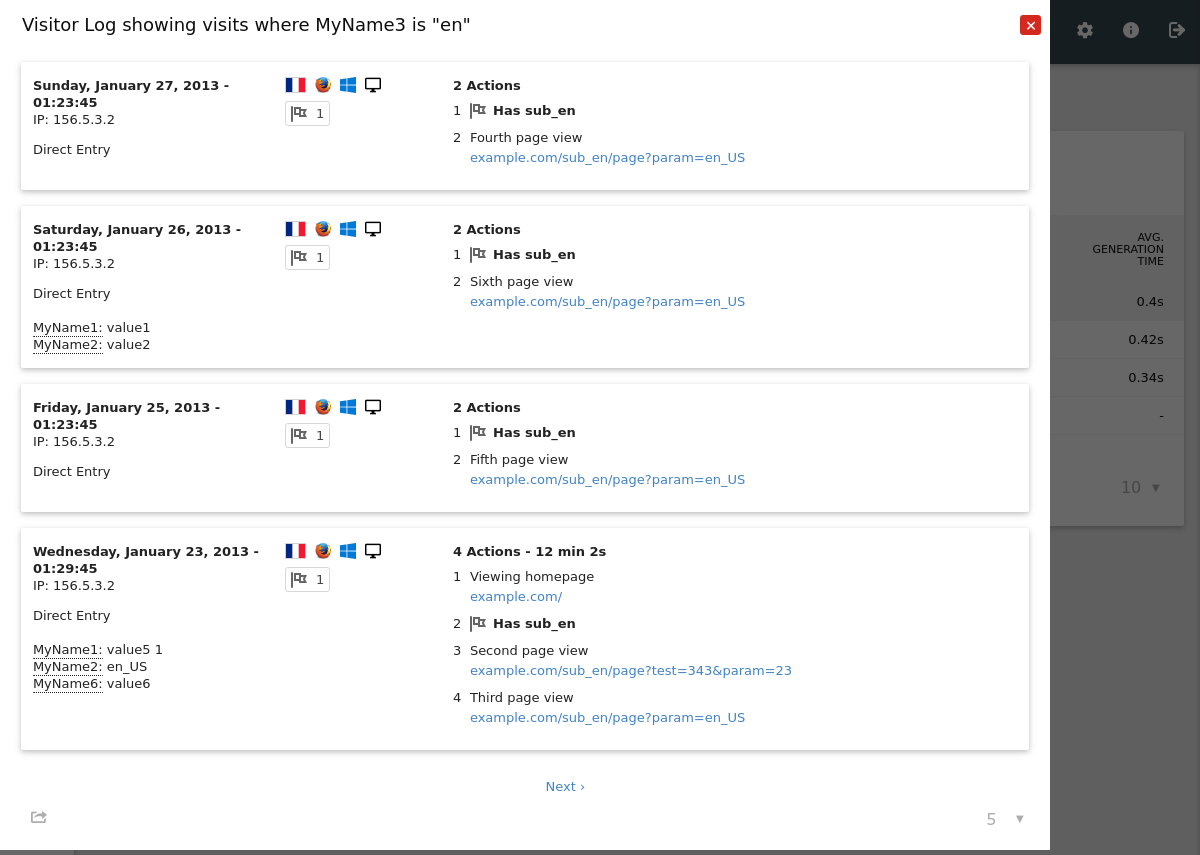 Visitor Log showing visits where MyName3 is "en"
Sunday, January 27, 2013 -
01:23:45
IP: 156.5.3.2
Direct Entry
1
2 Actions
1 Has sub_en
2 Fourth page view
example.com/sub_en/page?param=en_US
Saturday, January 26, 2013 -
01:23:45
IP: 156.5.3.2
Direct Entry
MyName1: value1
MyName2: value2
1
2 Actions
1 Has sub_en
2 Sixth page view
example.com/sub_en/page?param=en_US
Friday, January 25, 2013 -
01:23:45
IP: 156.5.3.2
Direct Entry
1
2 Actions
1 Has sub_en
2 Fifth page view
example.com/sub_en/page?param=en_US
Wednesday, January 23, 2013 -
01:29:45
IP: 156.5.3.2
Direct Entry
MyName1: value5 1
MyName2: en_US
MyName6: value6
1
4 Actions - 12 min 2s
1 Viewing homepage
example.com/
2 Has sub_en
3 Second page view
example.com/sub_en/page?test=343&param=23
4 Third page view
example.com/sub_en/page?param=en_US
Next ›
5
AVG.
GENERATION
TIME
0.4s
0.42s
0.34s
-
10